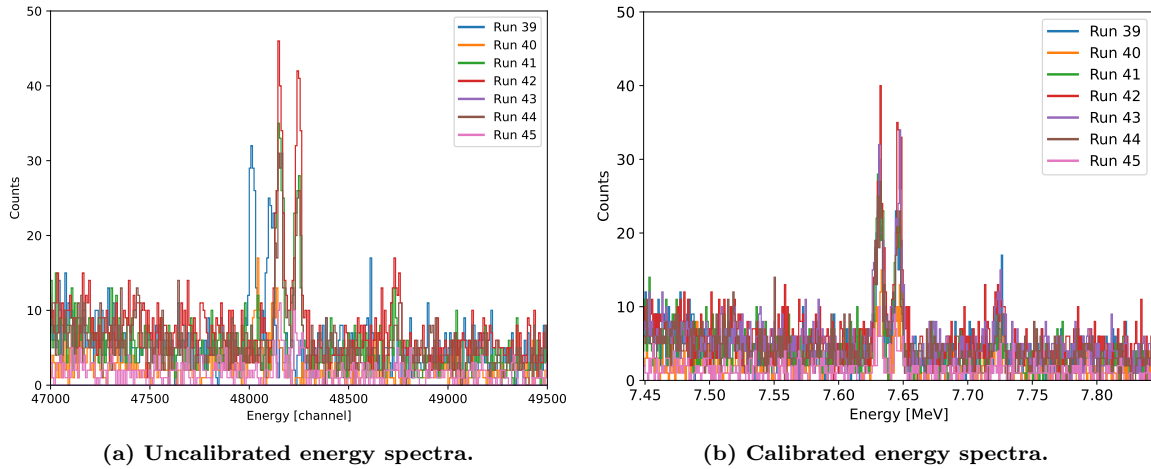 50
40
30
20
10
0
Counts
47000 47500 48000 48500 49000 49500
Energy [channel]
Run 39
Run 40
Run 41
Run 42
Run 43
Run 44
Run 45
(a) Uncalibrated energy spectra.
50
40
30
20
10
0
Counts
7.45 7.50 7.55 7.60 7.65 7.70 7.75 7.80
Energy [MeV]
Run 39
Run 40
Run 41
Run 42
Run 43
Run 44
Run 45
(b) Calibrated energy spectra.